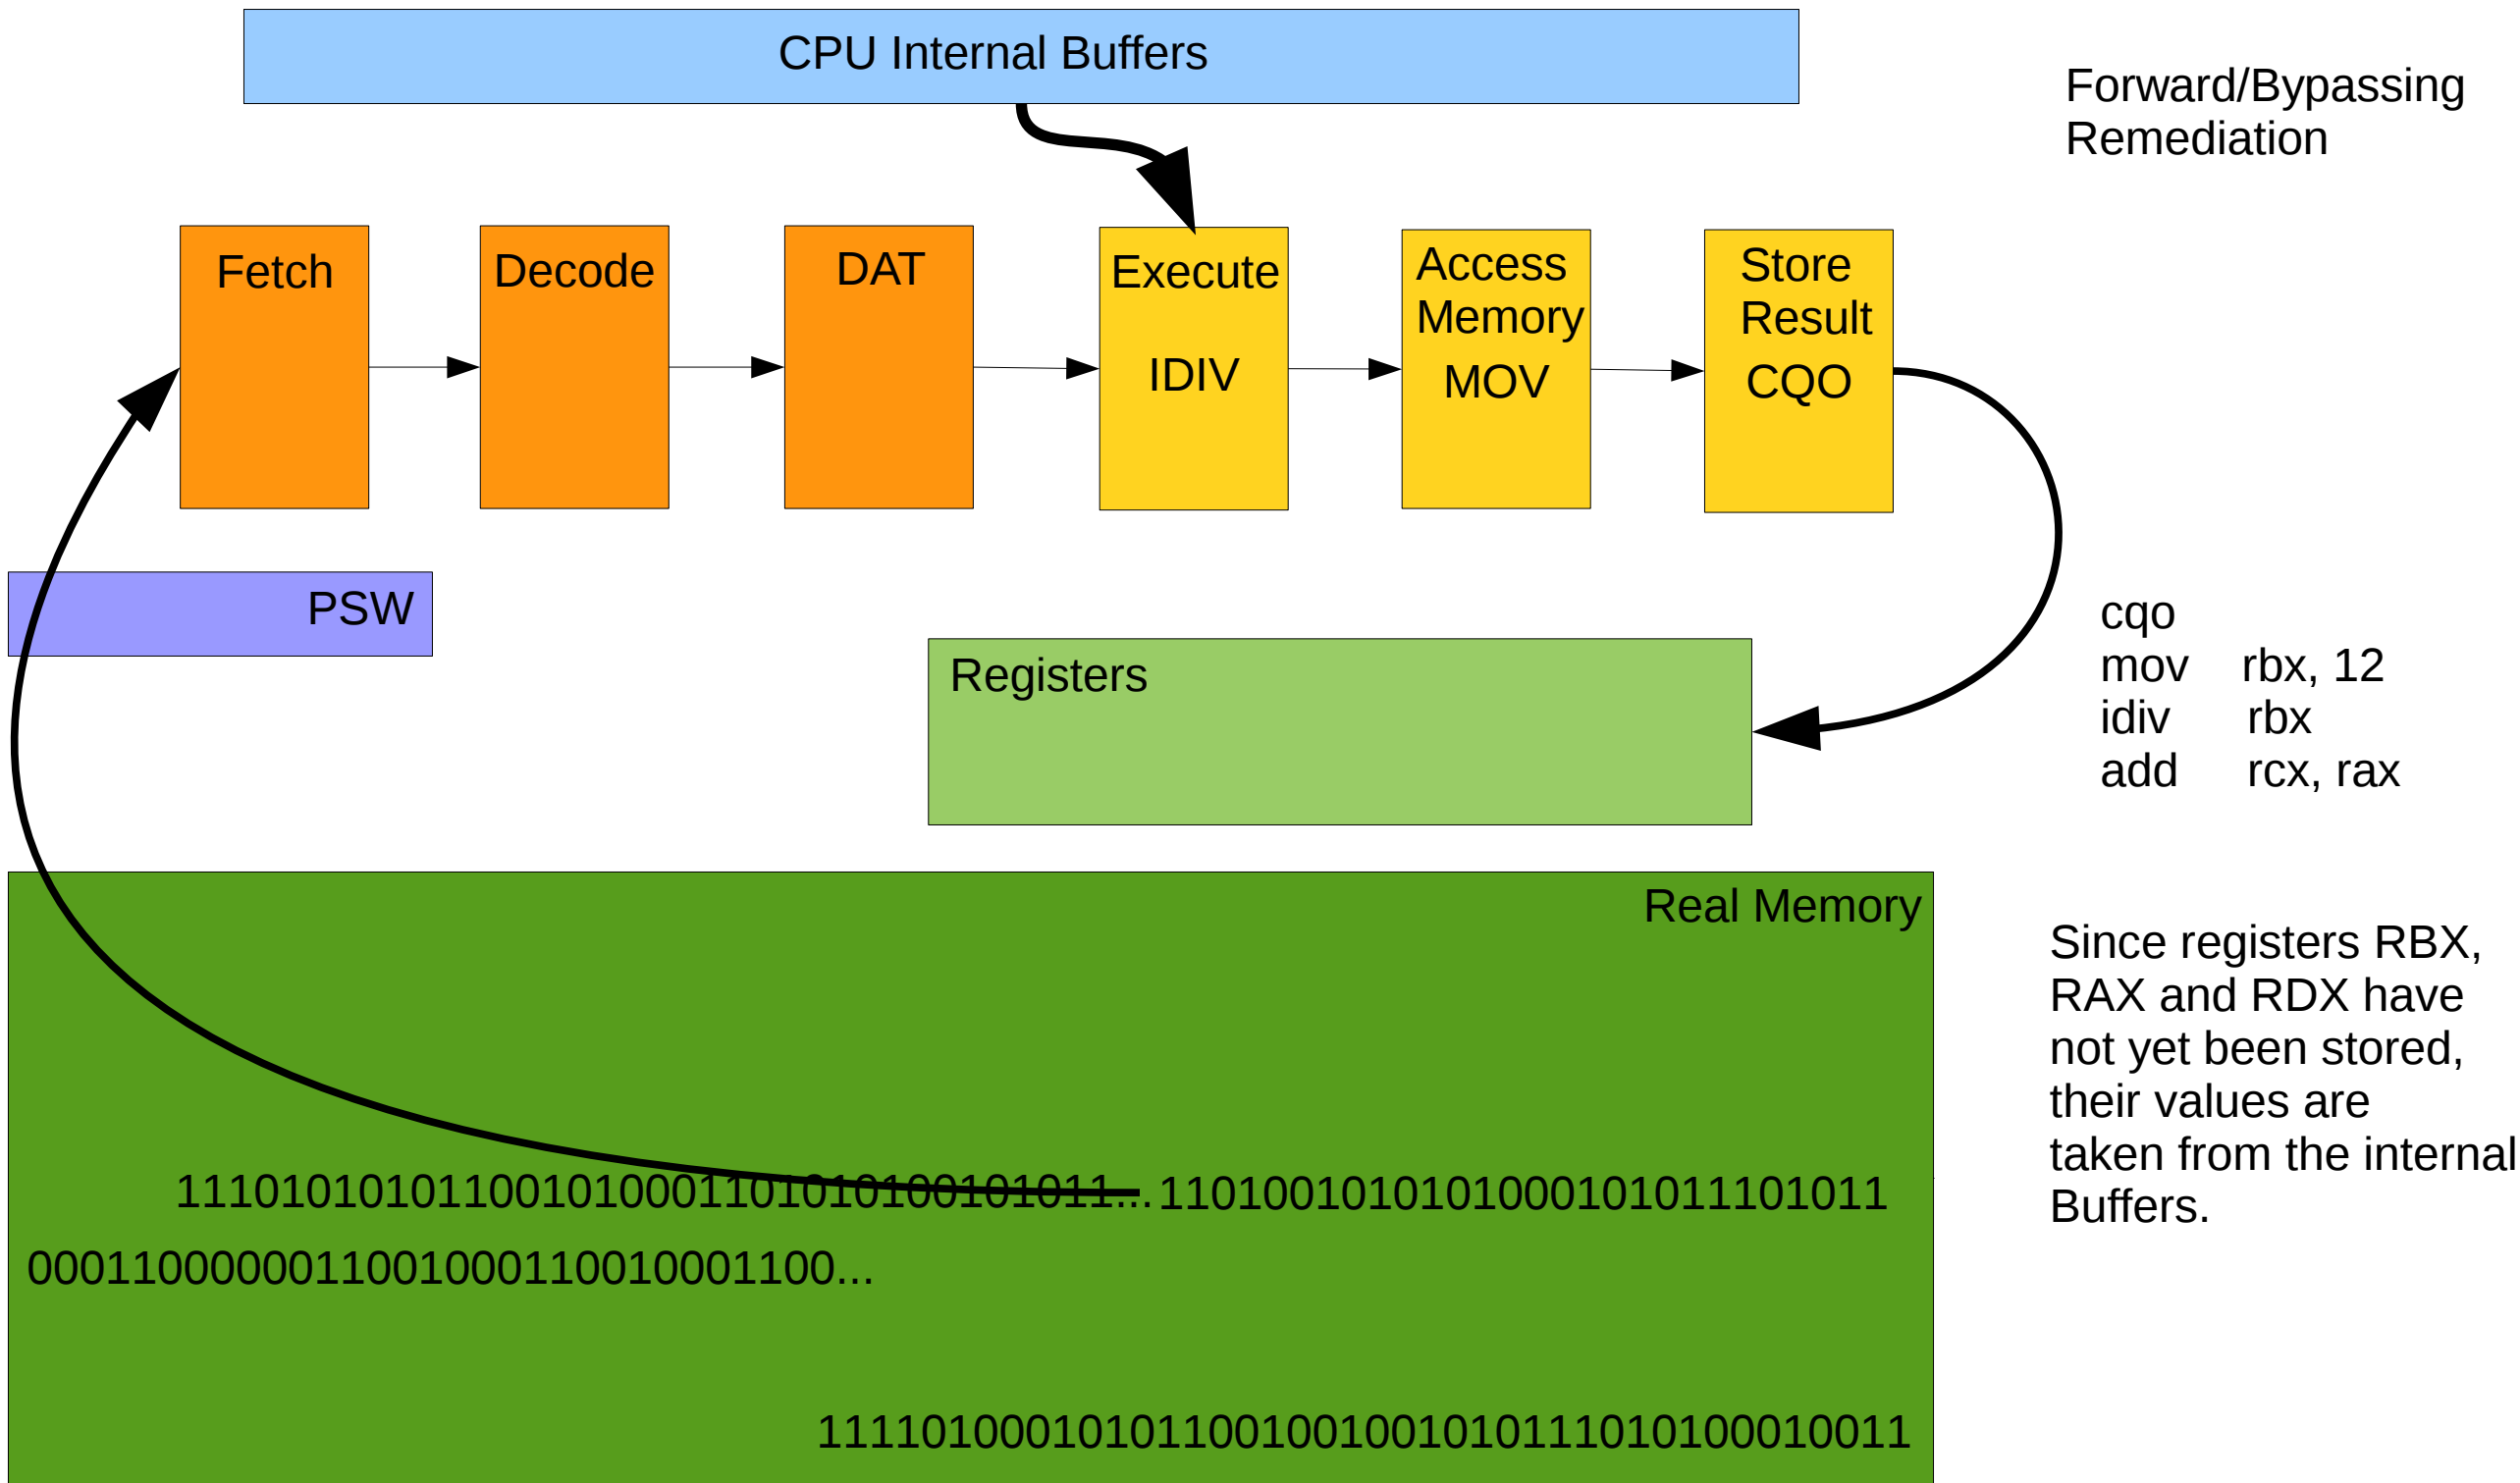 CPU Internal Buffers
Forward/Bypassing
Remediation
Fetch
Decode
DAT
Execute
IDIV
Access
Memory
MOV
Store
Result
CQO
PSW
Registers
cqo
mov rbx, 12
idiv rbx
add rcx, rax
Real Memory
Since registers RBX,
RAX and RDX have
not yet been stored,
their values are
taken from the internal
Buffers.
1101001010101000101011101011
0001100000011001000110010001100...
111101000101011001001001010111010100010011